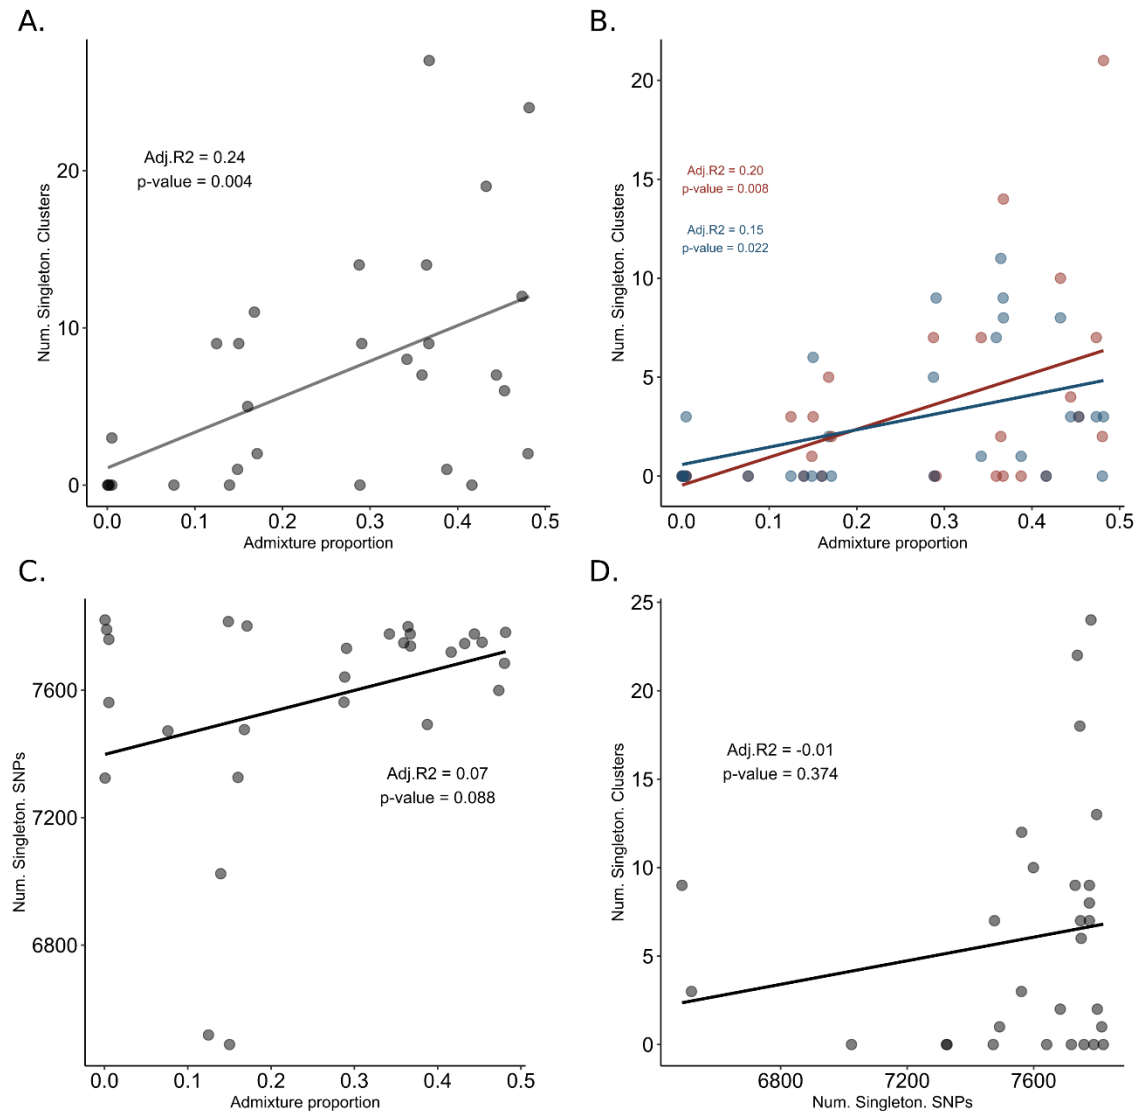 A.
Num. Singleton. Clusters
20
10
0
Adj.R2 = 0.24
p-value = 0.004
0.0 0.1 0.2 0.3 0.4 0.5
Admixture proportion
B.
Num. Singleton. Clusters
20
15
10
5
0
Adj.R2 = 0.20
p-value = 0.008
Adj.R2 = 0.15
p-value = 0.022
0.0 0.1 0.2 0.3 0.4 0.5
Admixture proportion
C.
Num. Singleton. SNPs
7600
7200
6800
Adj.R2 = 0.07
p-value = 0.088
0.0 0.1 0.2 0.3 0.4 0.5
Admixture proportion
D.
Num. Singleton. Clusters
25
20
15
10
5
0
Adj.R2 = -0.01
p-value = 0.374
6800 7200 7600
Num. Singleton. SNPs